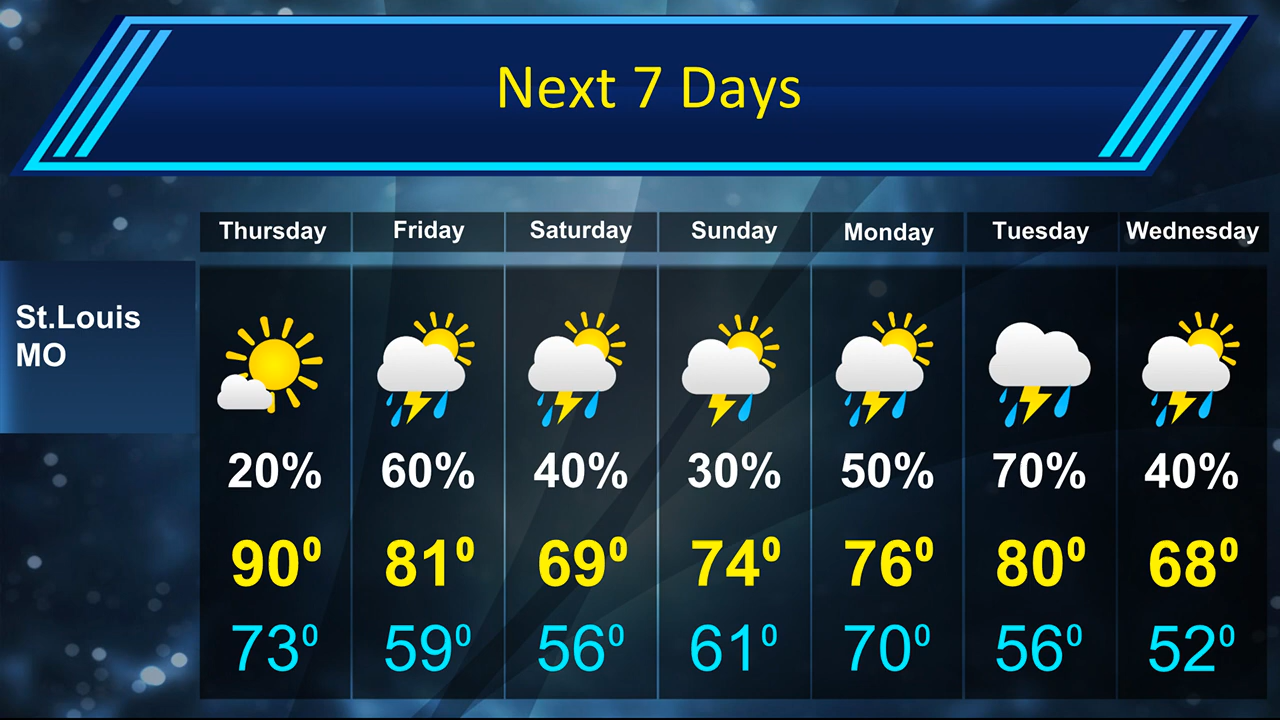 Next 7 Days
Thursday Friday Saturday Sunday Monday Tuesday Wednesday
St.Louis
MO
20% 60% 40% 30% 50% 70% 40%
90⁰ 81⁰ 69⁰ 74⁰ 76⁰ 80⁰ 68⁰
73⁰ 59⁰ 56⁰ 61⁰ 70⁰ 56⁰ 52⁰